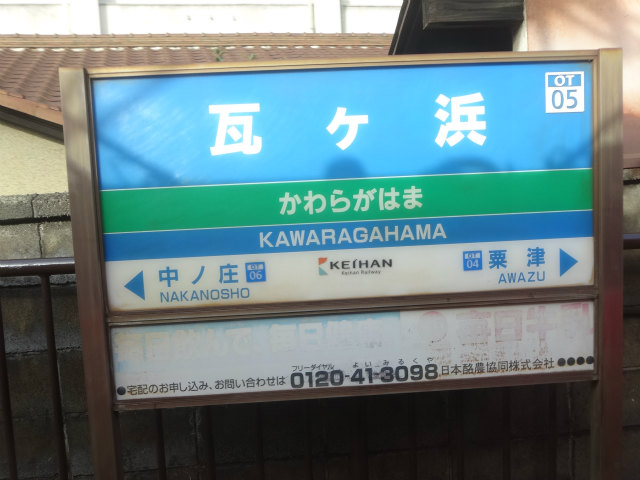 OT
05
瓦ヶ浜
かわらがはま
KAWARAGAHAMA
中ノ庄 OT 06
NAKANOSHO
KEIHAN
Keihan Railway
OT 04 粟津
AWAZU
フリーダイヤル よいみるくや
●宅配のお申し込み、お問い合わせは 0120-41-3098 日本酪農協同株式会社 ●●●●